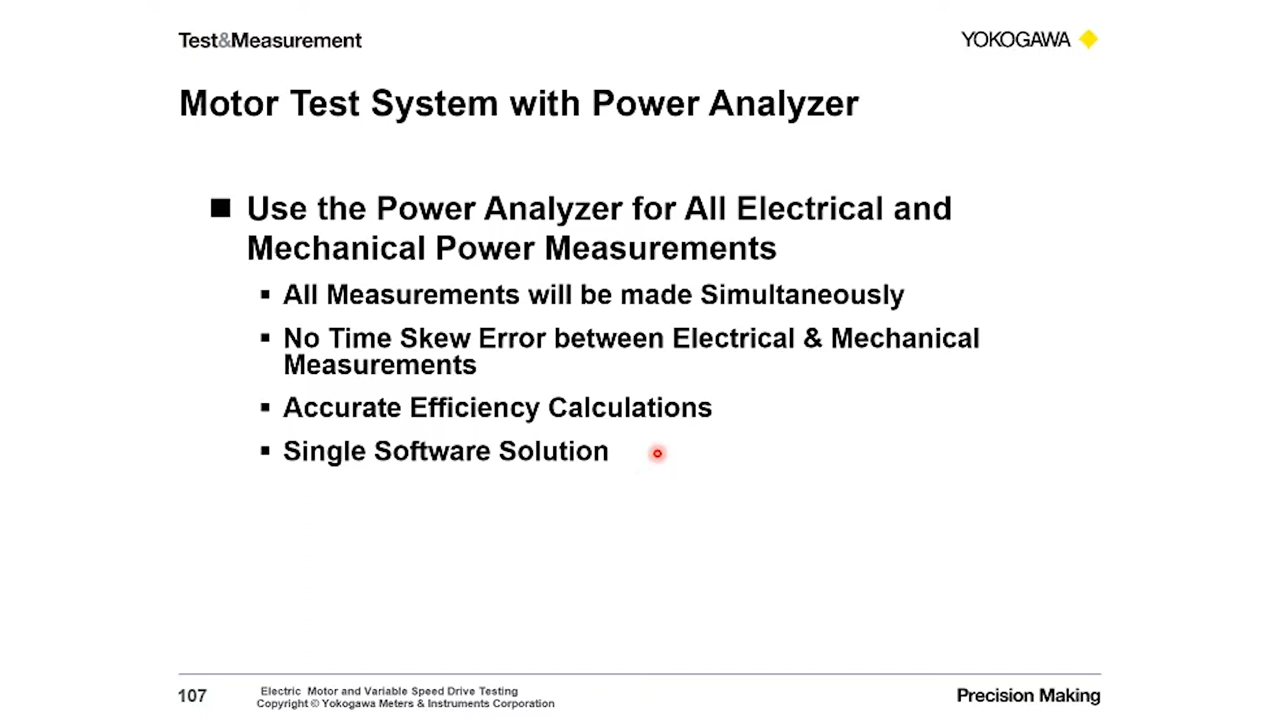 Test&Measurement
YOKOGAWA
Motor Test System with Power Analyzer
Use the Power Analyzer for All Electrical and
Mechanical Power Measurements
All Measurements will be made Simultaneously
No Time Skew Error between Electrical & Mechanical
Measurements
Accurate Efficiency Calculations
Single Software Solution
107
Electric Motor and Variable Speed Drive Testing
Copyright © Yokogawa Meters & Instruments Corporation
Precision Making